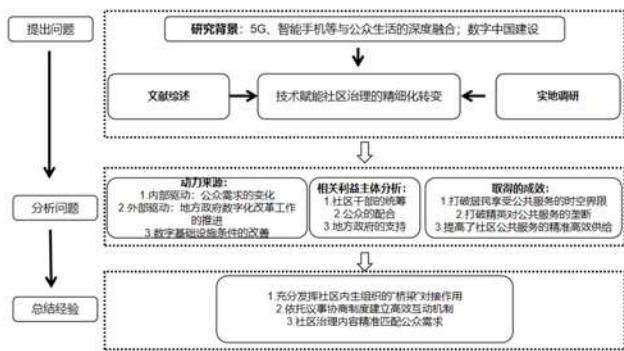 提出问题
研究背景：5G、智能手机等与公众生活的深度融合；数字中国建设
文献综述
技术赋能社区治理的精细化转变
实地调研
分析问题
动力来源：
1.内部驱动：公众需求的变化
2.外部驱动：地方政府数字化改革工作
的推进
3.数字基础设施条件的改善
相关利益主体分析：
1.社区干部的统筹
2.公众的配合
3.地方政府的支持
取得的成效：
1.打破居民享受公共服务的时空界限
2.打破精英对公共服务的垄断
3.提高了社区公共服务的精准高效供给
总结经验
1.充分发挥社区内生组织的“桥梁”对接作用
2.依托议事协商制度建立高效互动机制
3.社区治理内容精准匹配公众需求